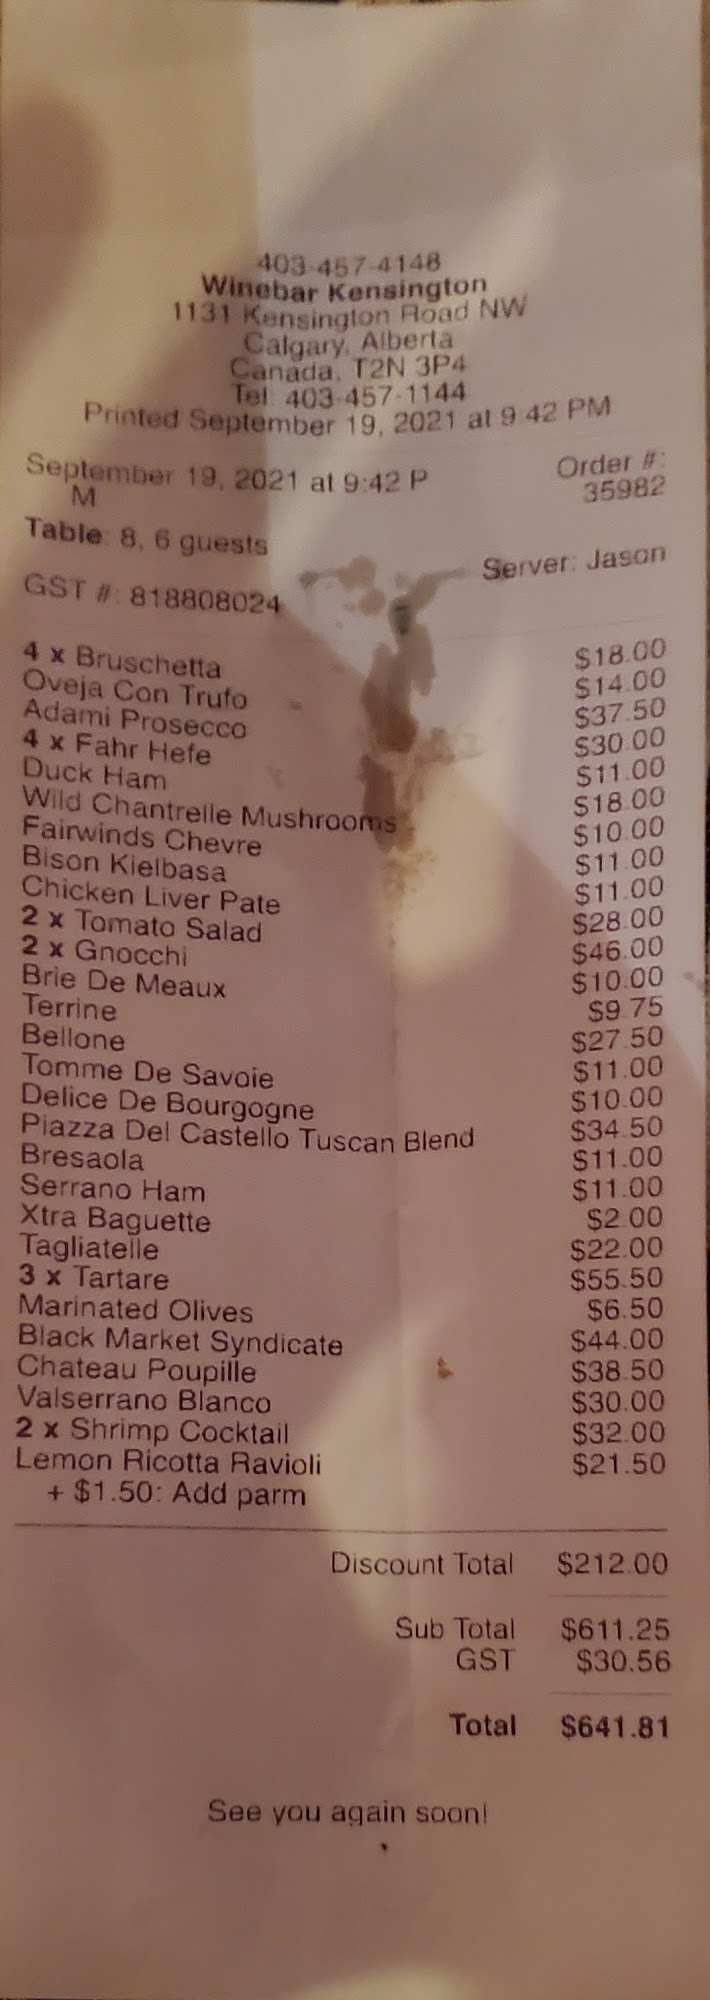 403-457-4148
Winebar Kensington
1131 Kensington Road NW
Calgary, Alberta
Canada, T2N 3P4
Tel: 403-457-1144
Printed September 19, 2021 at 9:42 PM
September 19, 2021 at 9:42 P
M
Order #:
35982
Table: 8, 6 guests
Server: Jason
GST #: 818808024
4 x Bruschetta $18.00
Oveja Con Trufo $14.00
Adami Prosecco $37.50
4 x Fahr Hefe $30.00
Duck Ham $11.00
Wild Chantrelle Mushrooms $18.00
Fairwinds Chevre $10.00
Bison Kielbasa $11.00
Chicken Liver Pate $11.00
2 x Tomato Salad $28.00
2 x Gnocchi $46.00
Brie De Meaux $10.00
Terrine $9.75
Bellone $27.50
Tomme De Savoie $11.00
Delice De Bourgogne $10.00
Piazza Del Castello Tuscan Blend $34.50
Bresaola $11.00
Serrano Ham $11.00
Xtra Baguette $2.00
Tagliatelle $22.00
3 x Tartare $55.50
Marinated Olives $6.50
Black Market Syndicate $44.00
Chateau Poupille $38.50
Valserrano Blanco $30.00
2 x Shrimp Cocktail $32.00
Lemon Ricotta Ravioli $21.50
+ $1.50: Add parm
Discount Total $212.00
Sub Total $611.25
GST $30.56
Total $641.81
See you again soon!